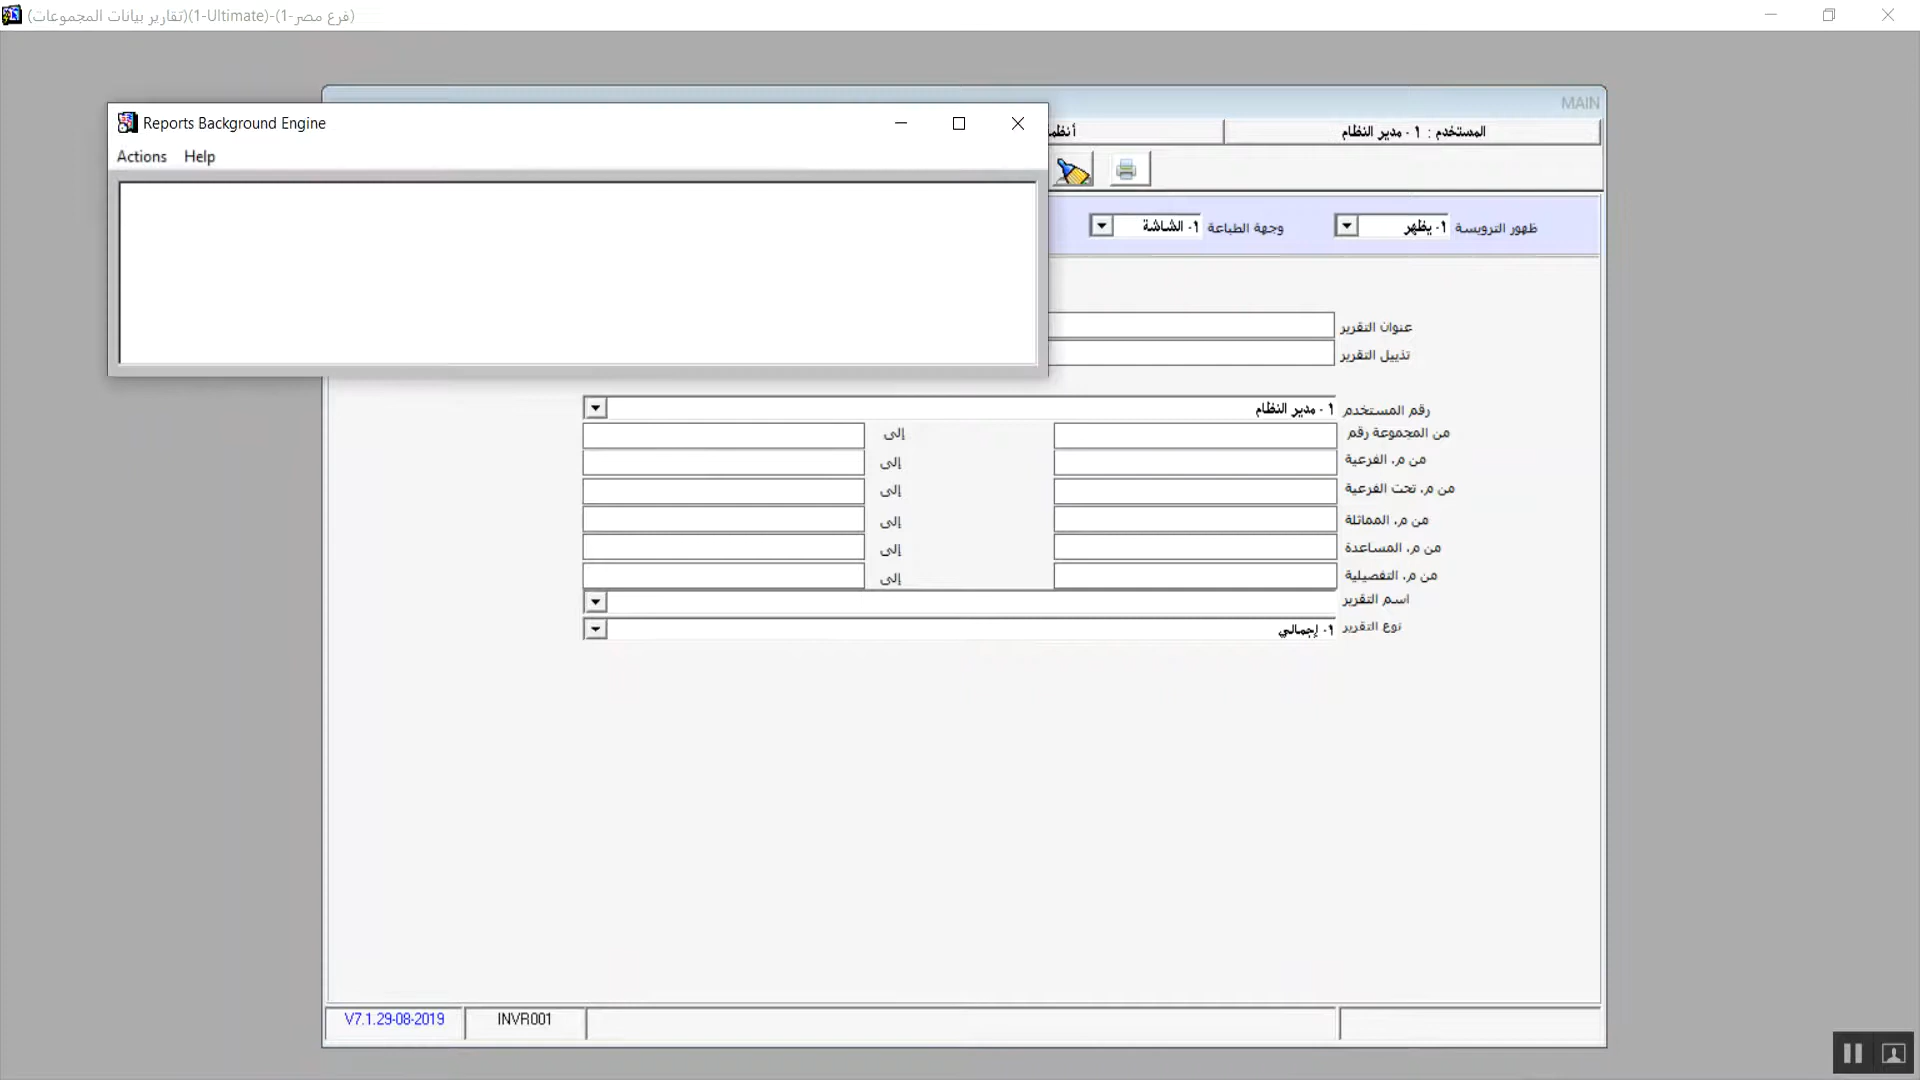 (تقارير بيانات المجموعات)(1-Ultimate)-(1-فرع مصر)
MAIN
Reports Background Engine
المستخدم : ١ - مدير النظام
Actions Help
ظهور الترويسة ١- يظهر وجهة الطباعة ١- الشاشة
عنوان التقرير
تذييل التقرير
رقم المستخدم ١ - مدير النظام
من المجموعة رقم إلى
من م. الفرعية إلى
من م. تحت الفرعية إلى
من م. المماثلة إلى
من م. المساعدة إلى
من م. التفصيلية إلى
اسم التقرير
نوع التقرير ١- إجمالي
V7.1.29-08-2019 INVR001